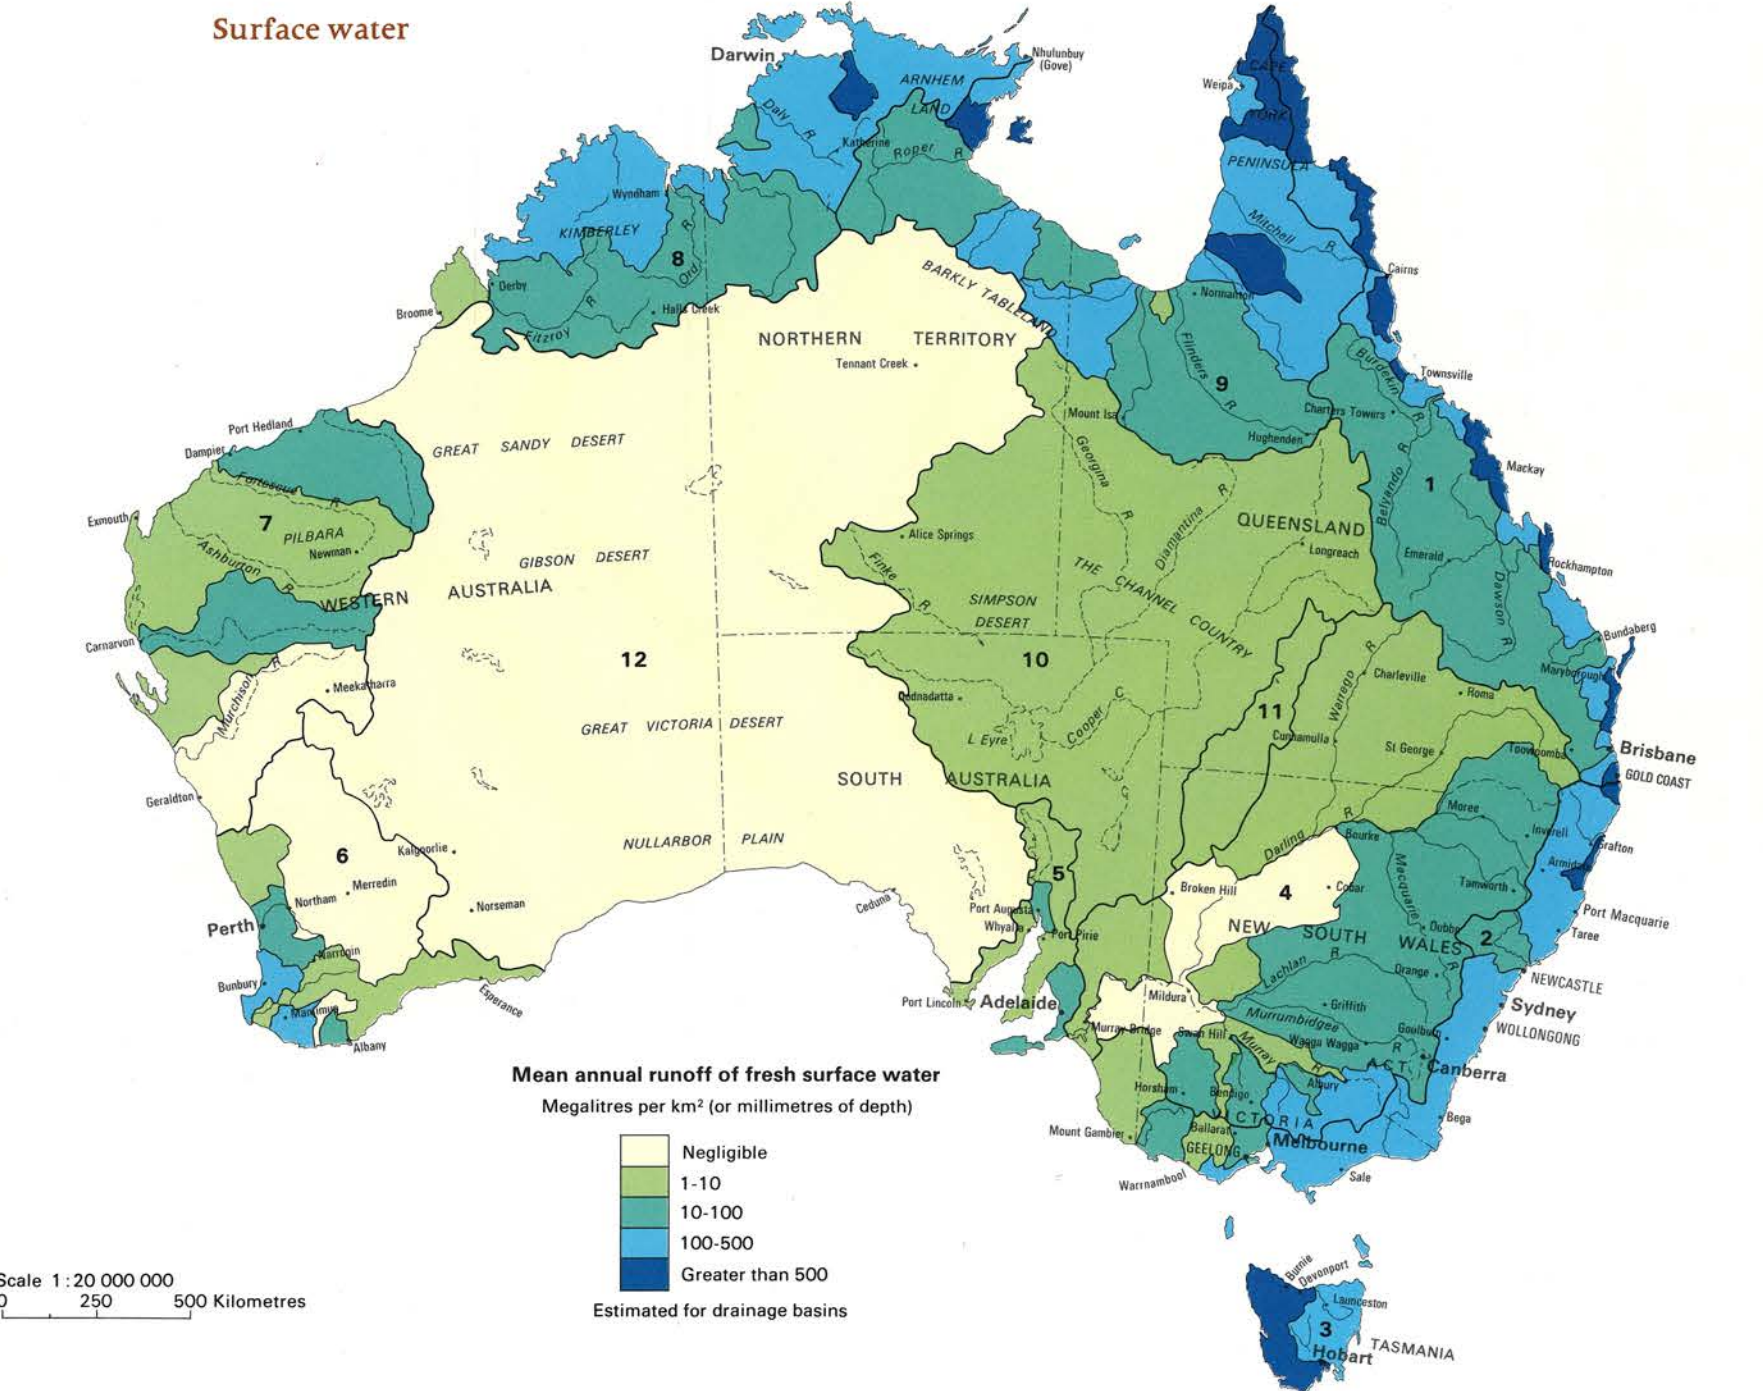 Surface water
Darwin
Nhulunbuy
(Gove)
ARNHEM
LAND
Daly R
Katherine
Roper R
Weipa
CAPE
YORK
PENINSULA
Mitchell R
Wyndham
KIMBERLEY
8
Ord R
Derby
Broome
Halls Creek
Fitzroy R
BARKLY TABLELAND
Normanton
Cairns
NORTHERN TERRITORY
Tennant Creek
Flinders R
9
Burdekin R
Townsville
Charters Towers
Mount Isa
Hughenden
Port Hedland
Dampier
GREAT SANDY DESERT
Georgina R
Mackay
Belyando R
1
Fortescue R
Exmouth
7
PILBARA
Newman
Ashburton R
Diamantina R
QUEENSLAND
Longreach
Emerald
Alice Springs
Rockhampton
Dawson R
GIBSON DESERT
WESTERN AUSTRALIA
Finke R
SIMPSON
DESERT
THE CHANNEL COUNTRY
Carnarvon
Bundaberg
12
10
Maryborough
Murchison R
Meekatharra
Oodnadatta
Charleville
Roma
Warrego R
Cooper C
11
GREAT VICTORIA DESERT
L Eyre
Cunnamulla
St George
Toowoomba
Brisbane
GOLD COAST
SOUTH AUSTRALIA
C
Geraldton
Moree
Inverell
Grafton
Darling R
Bourke
Armidale
NULLARBOR PLAIN
6
Kalgoorlie
Merredin
Northam
Norseman
5
Broken Hill
4
Cobar
Macquarie R
Tamworth
Ceduna
Port Augusta
Whyalla
Port Pirie
Port Macquarie
Taree
Perth
NEW SOUTH WALES
Dubbo
2
Narrogin
Lachlan R
Orange
NEWCASTLE
Bunbury
Esperance
Port Lincoln
Adelaide
Mildura
Griffith
Sydney
WOLLONGONG
Manjimup
Albany
Murray Bridge
Swan Hill
Murrumbidgee R
Goulburn
Wagga Wagga
Murray R
A C T
Canberra
Horsham
Bendigo
Albury
VICTORIA
Bega
Mount Gambier
Ballarat
GEELONG
Melbourne
Warrnambool
Sale
Mean annual runoff of fresh surface water
Megalitres per km² (or millimetres of depth)
Negligible
1-10
10-100
100-500
Greater than 500
Estimated for drainage basins
Scale 1:20 000 000
0 250 500 Kilometres
Burnie
Devonport
Launceston
3
TASMANIA
Hobart